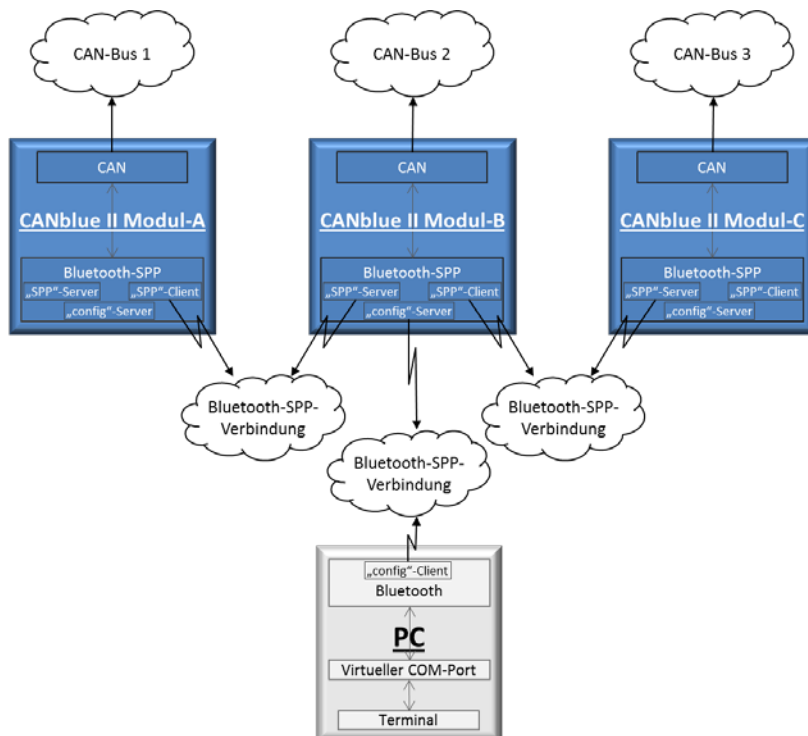 CAN-Bus 1
CAN-Bus 2
CAN-Bus 3
CAN
CAN
CAN
CANblue II Modul-A
CANblue II Modul-B
CANblue II Modul-C
Bluetooth-SPP
Bluetooth-SPP
Bluetooth-SPP
„SPP“-Server
„SPP“-Client
„SPP“-Server
„SPP“-Client
„SPP“-Server
„SPP“-Client
„config“-Server
„config“-Server
„config“-Server
Bluetooth-SPP-
Verbindung
Bluetooth-SPP-
Verbindung
Bluetooth-SPP-
Verbindung
„config“-Client
Bluetooth
PC
Virtueller COM-Port
Terminal